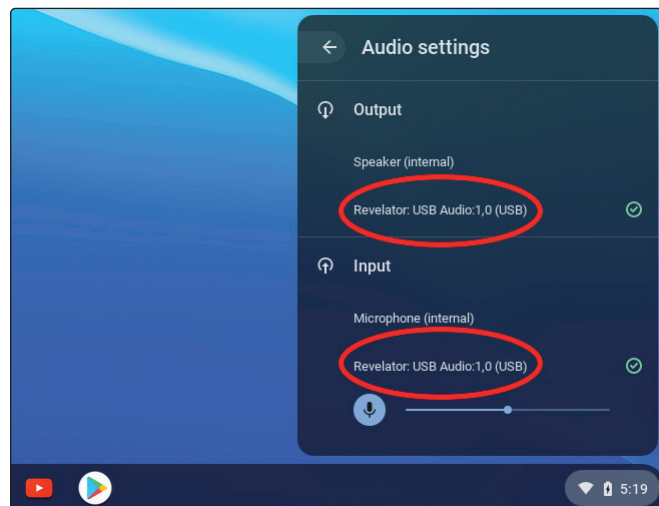 Audio settings
Output
Speaker (internal)
Revelator: USB Audio:1,0 (USB)
Input
Microphone (internal)
Revelator: USB Audio:1,0 (USB)
5:19